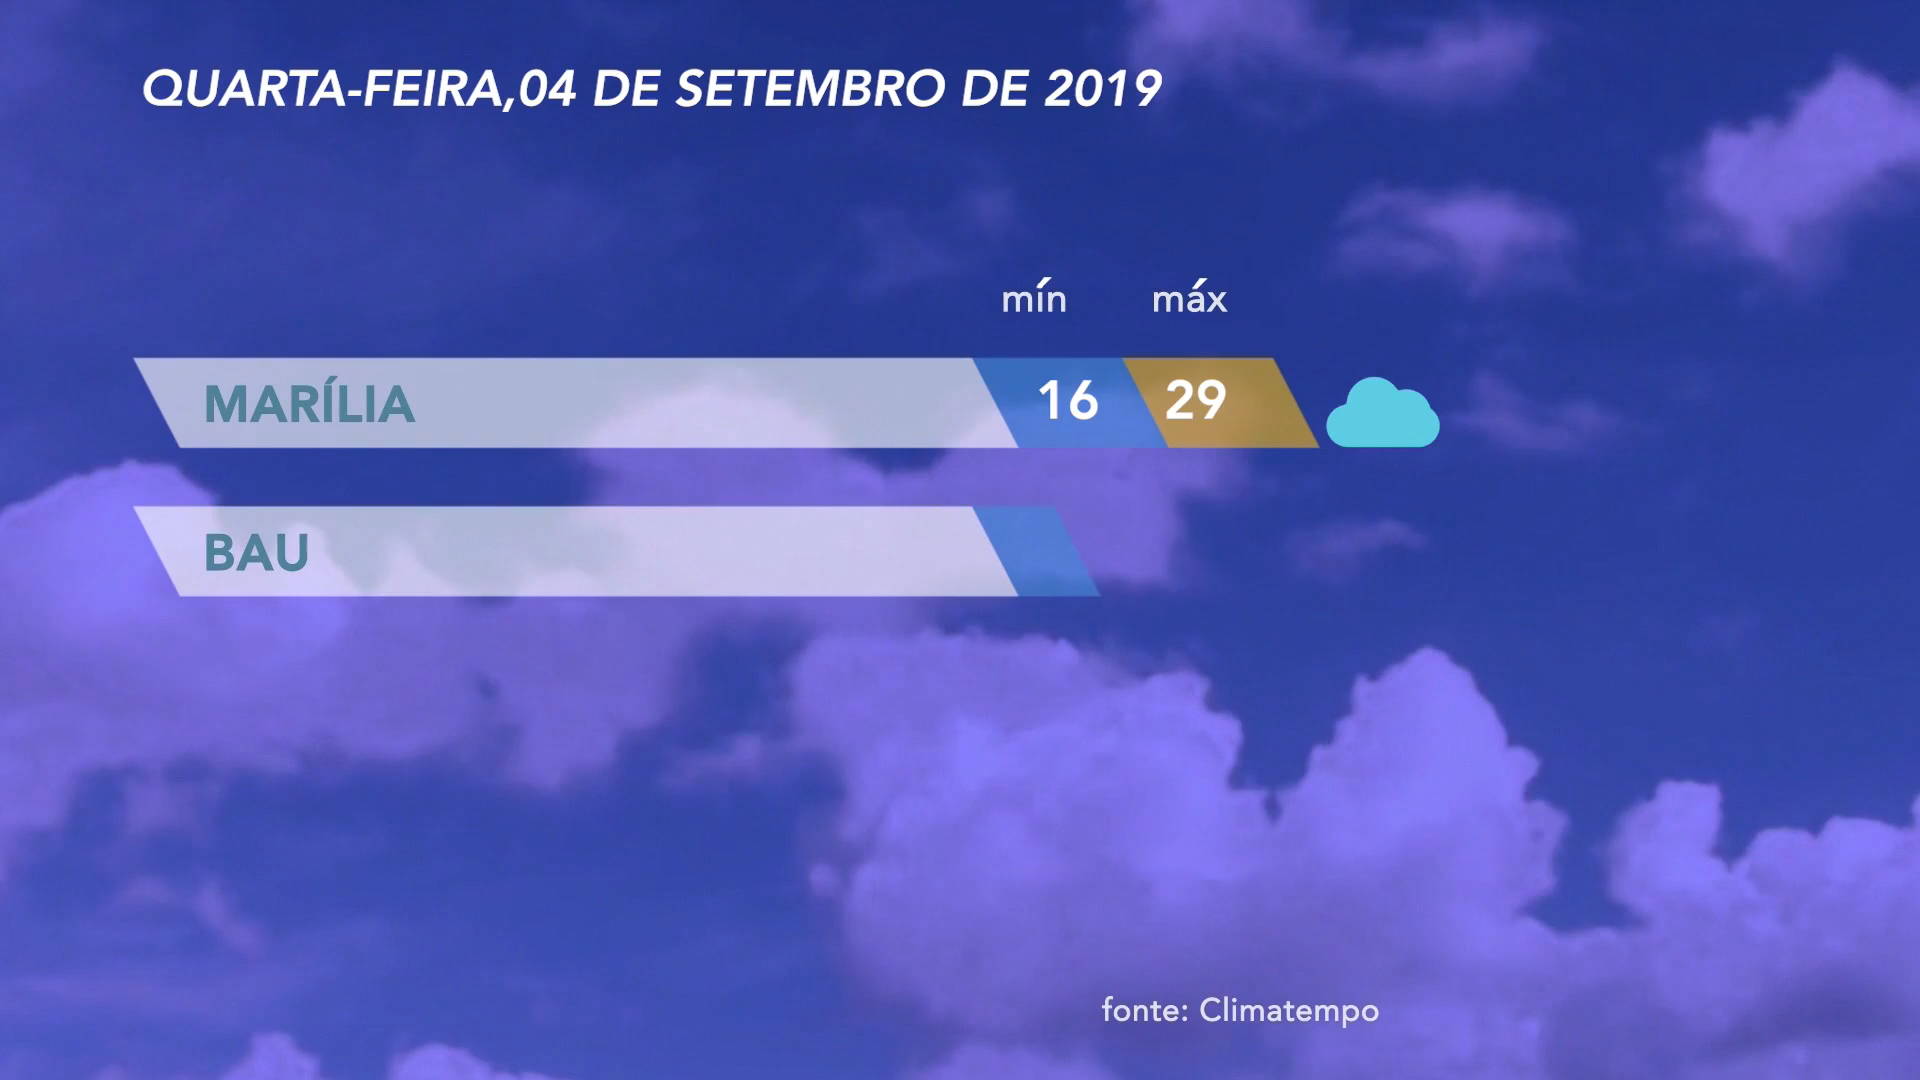 QUARTA-FEIRA,04 DE SETEMBRO DE 2019
mín máx
MARÍLIA 16 29
BAU
fonte: Climatempo